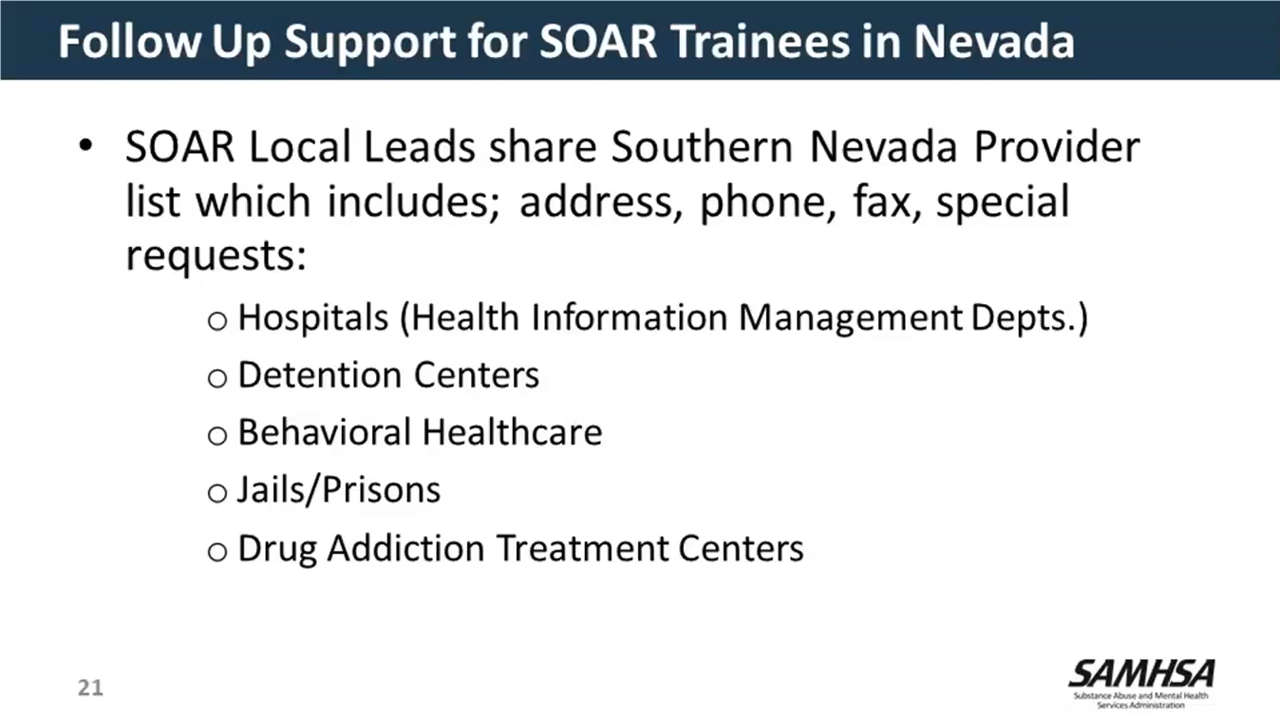 Follow Up Support for SOAR Trainees in Nevada
• SOAR Local Leads share Southern Nevada Provider
list which includes; address, phone, fax, special
requests:
o Hospitals (Health Information Management Depts.)
o Detention Centers
o Behavioral Healthcare
o Jails/Prisons
o Drug Addiction Treatment Centers
21
SAMHSA
Substance Abuse and Mental Health
Services Administration